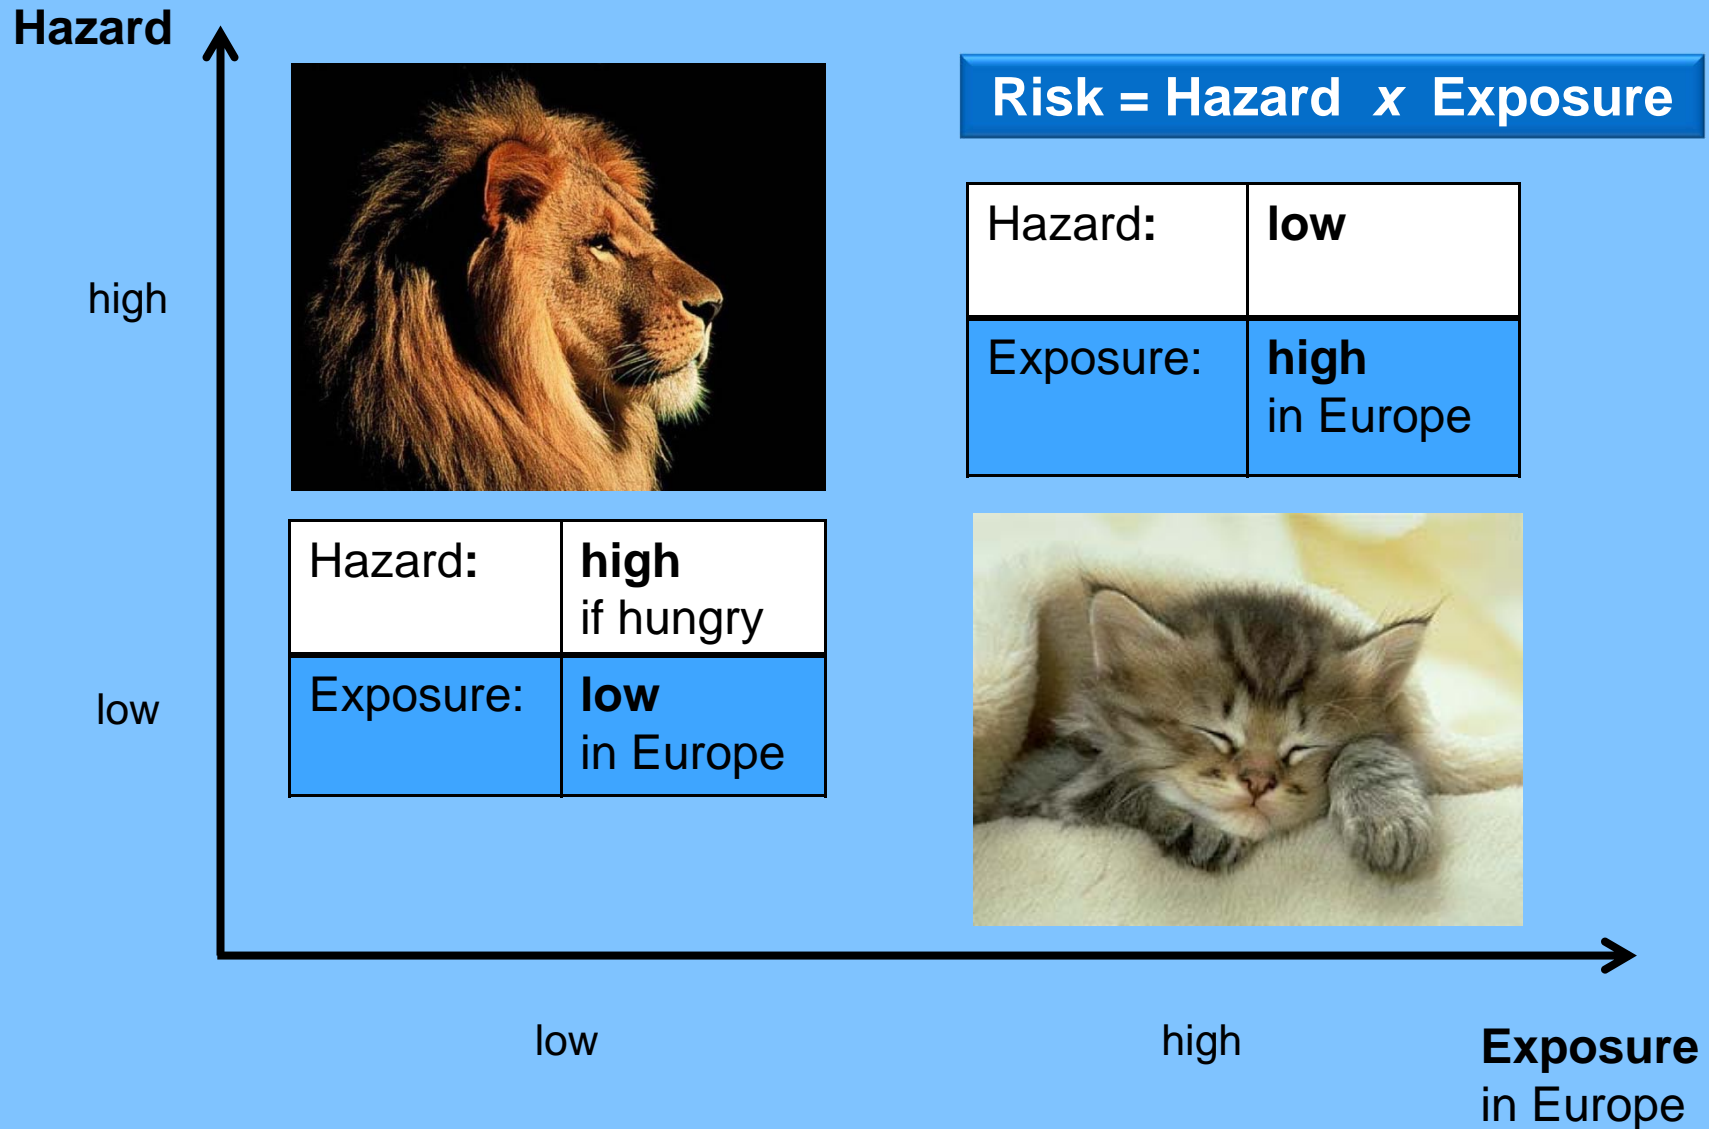 Hazard
Risk = Hazard x Exposure
high
Hazard: low
Exposure: high
in Europe
Hazard: high
if hungry
Exposure: low
in Europe
low
low
high
Exposure
in Europe